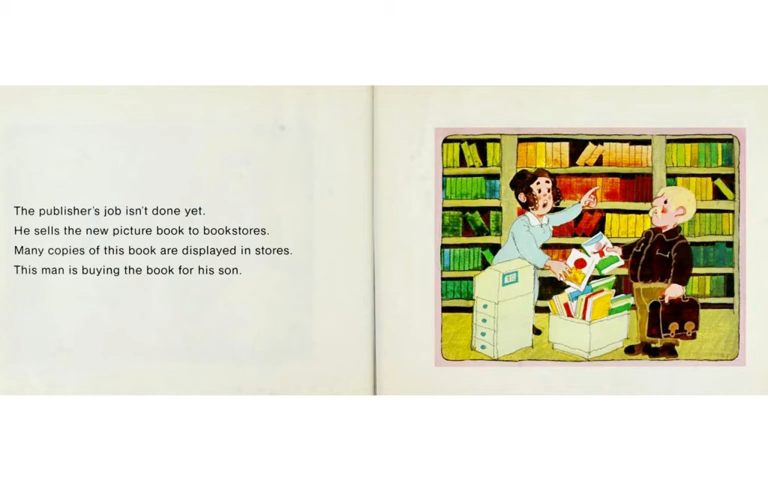 The publisher's job isn't done yet.
He sells the new picture book to bookstores.
Many copies of this book are displayed in stores.
This man is buying the book for his son.